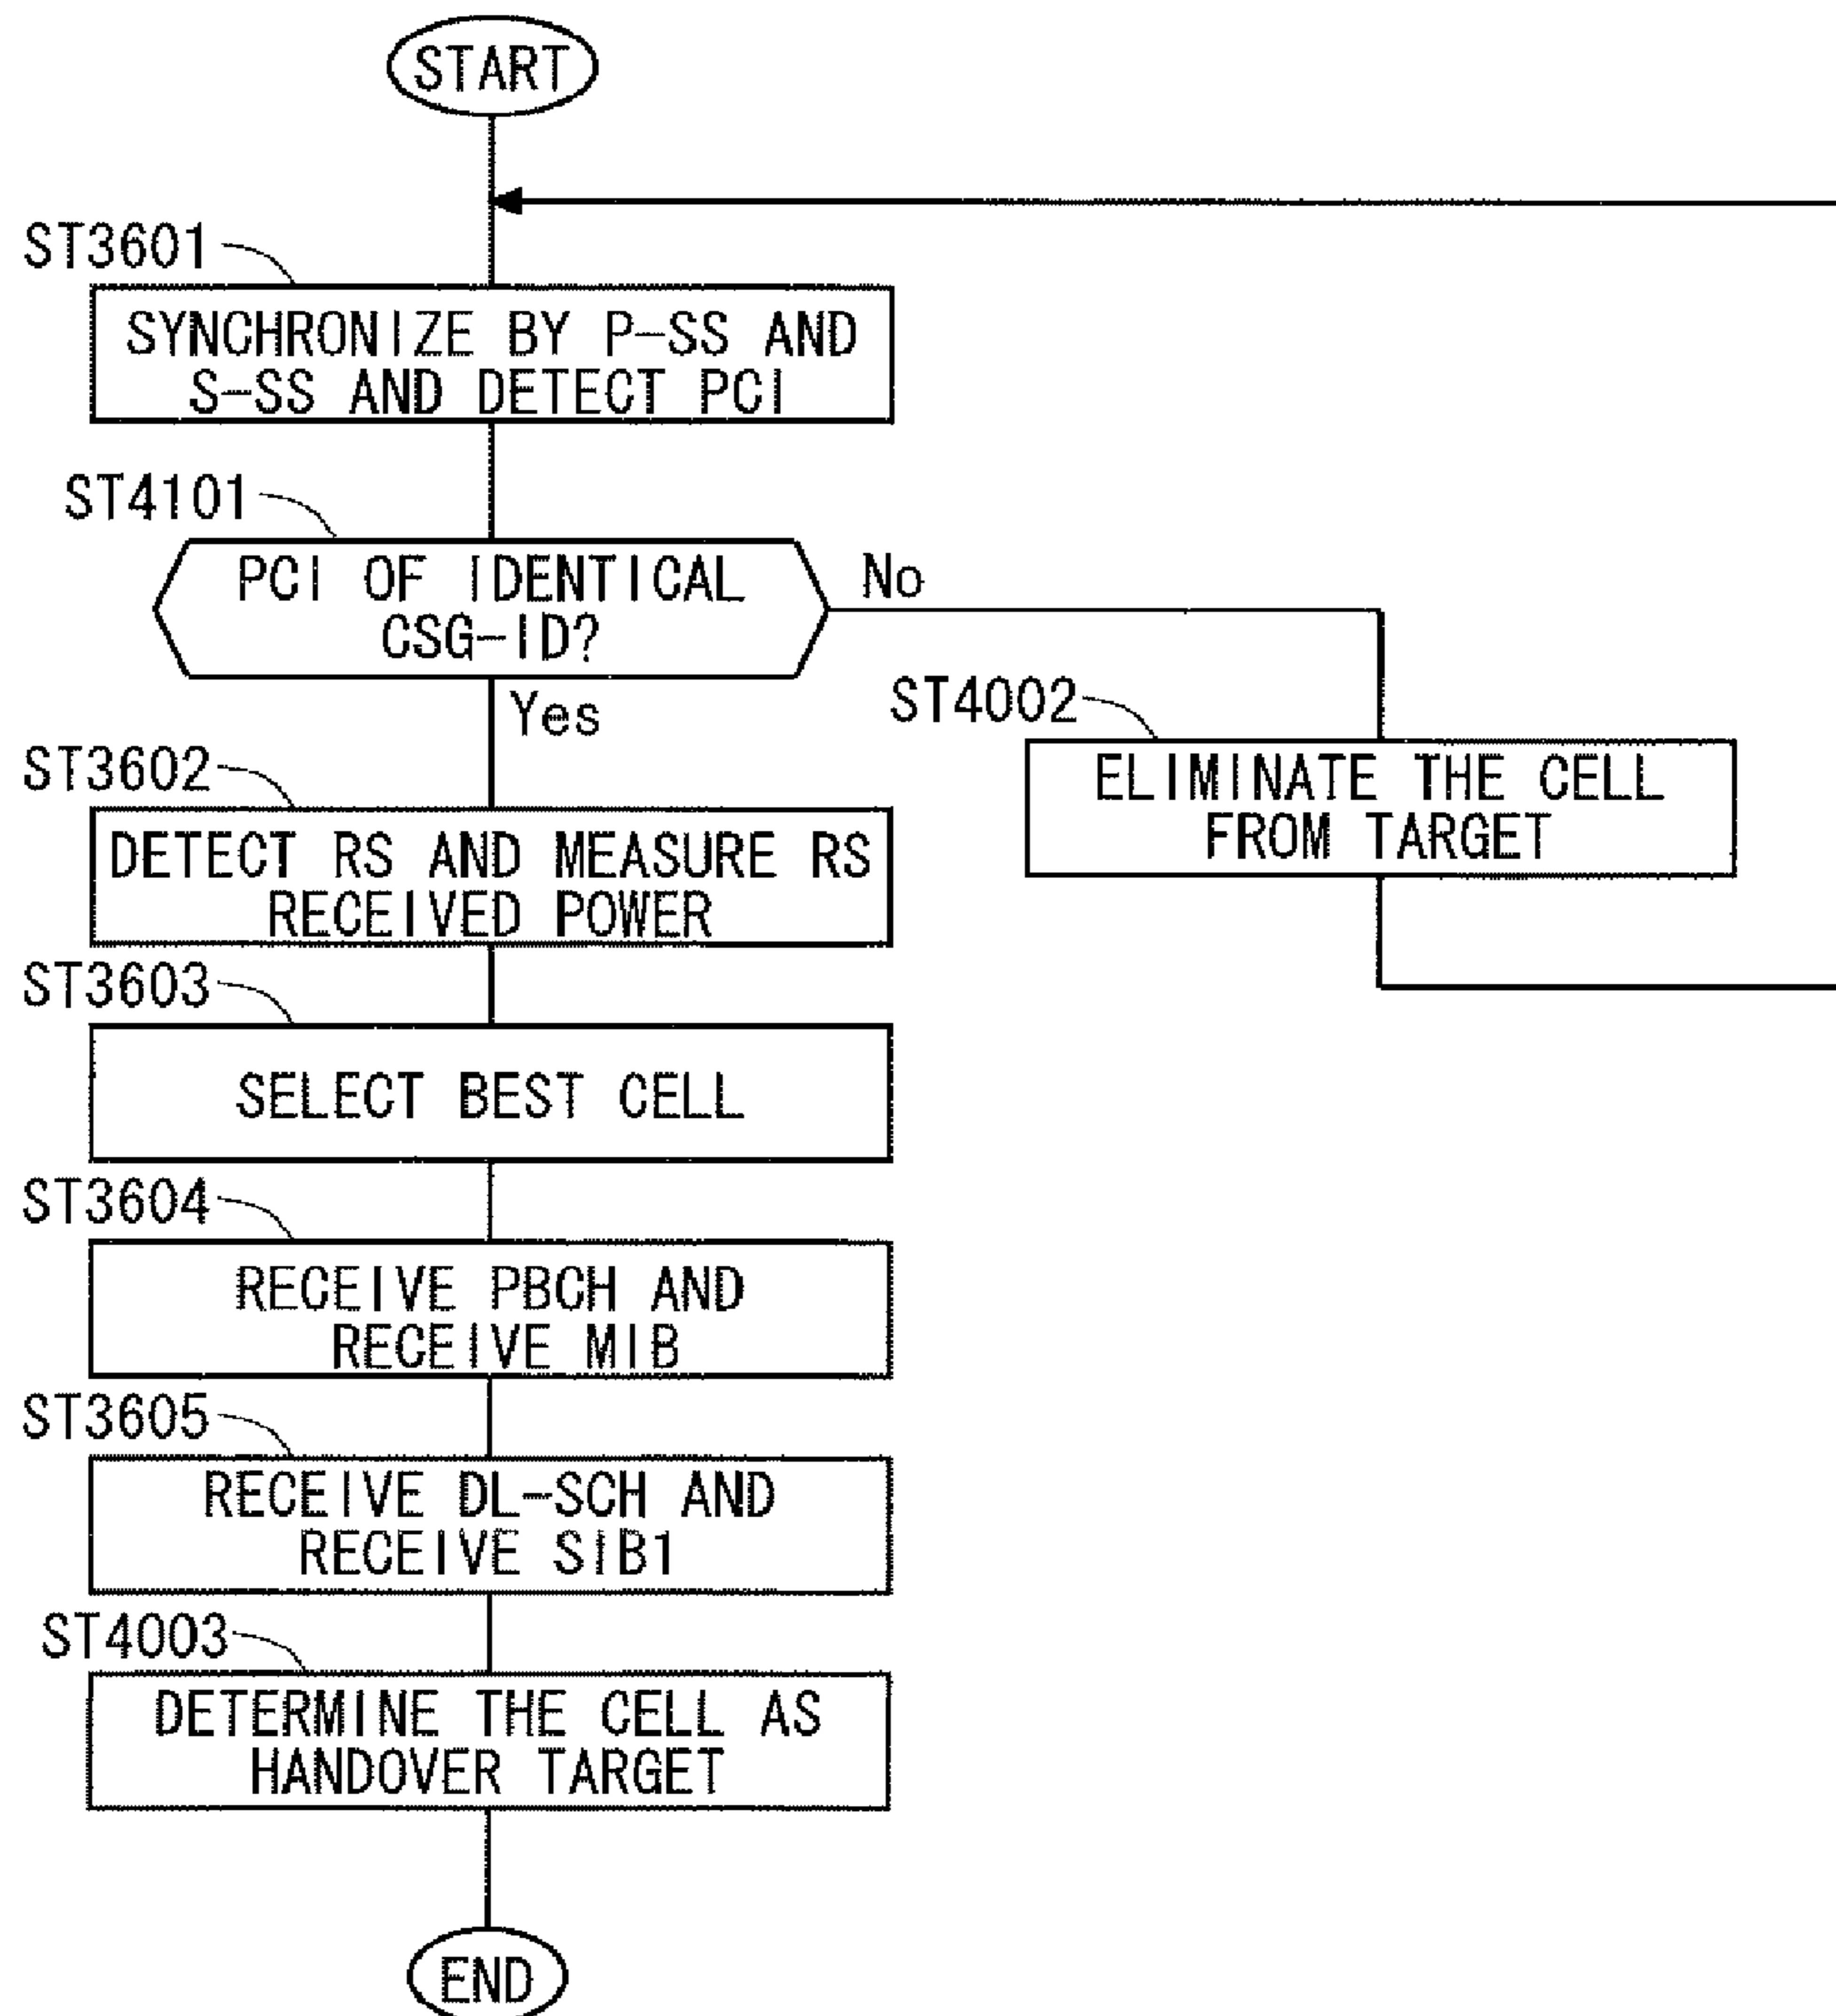 START
ST3601
SYNCHRONIZE BY P-SS AND
S-SS AND DETECT PCI
ST4101
PCI OF IDENTICAL
CSG-ID?
No
Yes
ST4002
ELIMINATE THE CELL
FROM TARGET
ST3602
DETECT RS AND MEASURE RS
RECEIVED POWER
ST3603
SELECT BEST CELL
ST3604
RECEIVE PBCH AND
RECEIVE MIB
ST3605
RECEIVE DL-SCH AND
RECEIVE SIB1
ST4003
DETERMINE THE CELL AS
HANDOVER TARGET
END